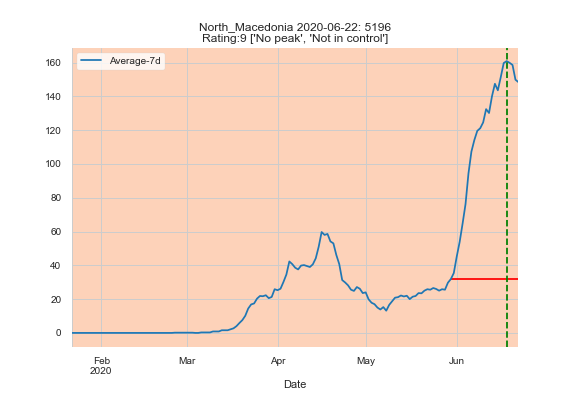 North_Macedonia 2020-06-22: 5196
Rating:9 ['No peak', 'Not in control']
Average-7d
160
140
120
100
80
60
40
20
0
Feb
2020
Mar
Apr
May
Jun
Date